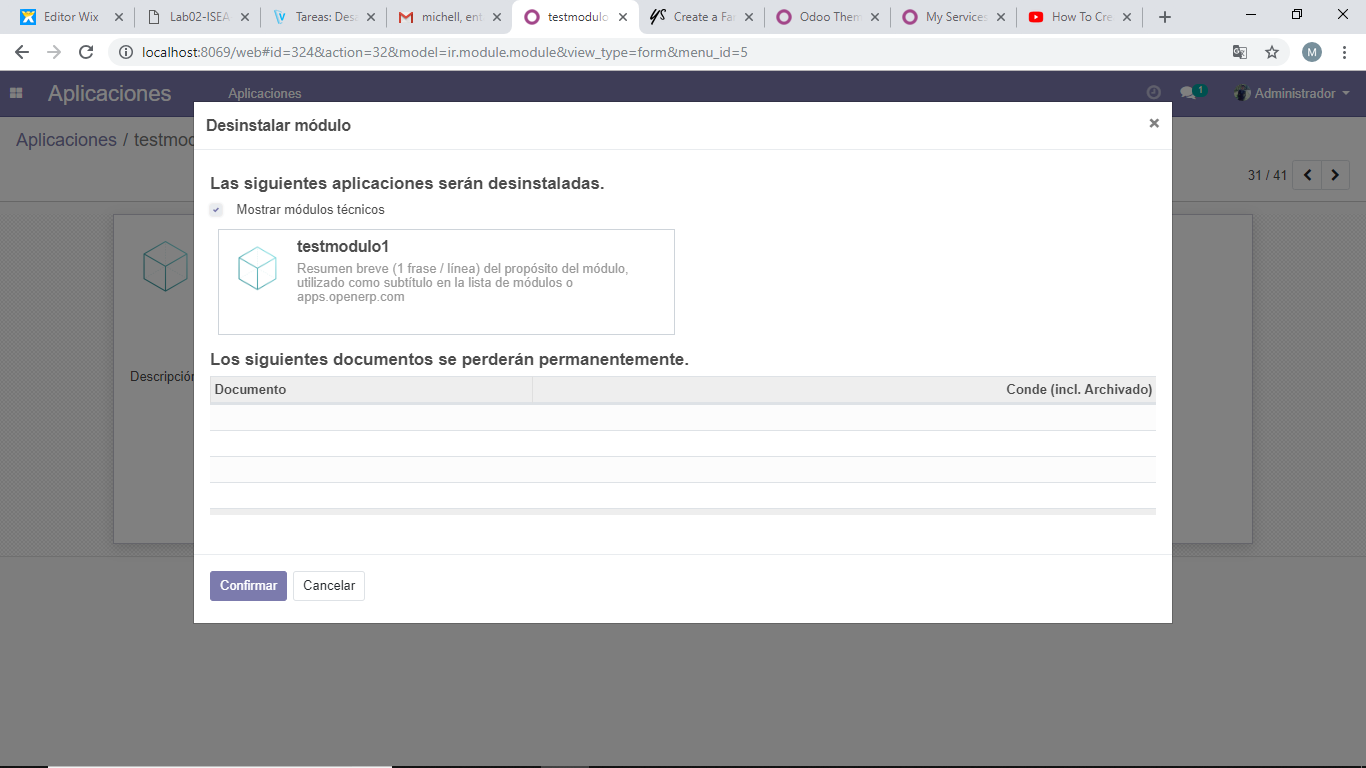 Editor Wix
Lab02-ISEA
Tareas: Desa
michell, ent
testmodulo
Create a Fa
Odoo Them
My Services
How To Cre
localhost:8069/web#id=324&action=32&model=ir.module.module&view_type=form&menu_id=5
M
Aplicaciones
Aplicaciones
1
Administrador
Aplicaciones / testmod
31 / 41
Desinstalar módulo
Las siguientes aplicaciones serán desinstaladas.
Mostrar módulos técnicos
testmodulo1
Resumen breve (1 frase / línea) del propósito del módulo,
utilizado como subtítulo en la lista de módulos o
apps.openerp.com
Descripción
Los siguientes documentos se perderán permanentemente.
Documento
Conde (incl. Archivado)
Confirmar
Cancelar